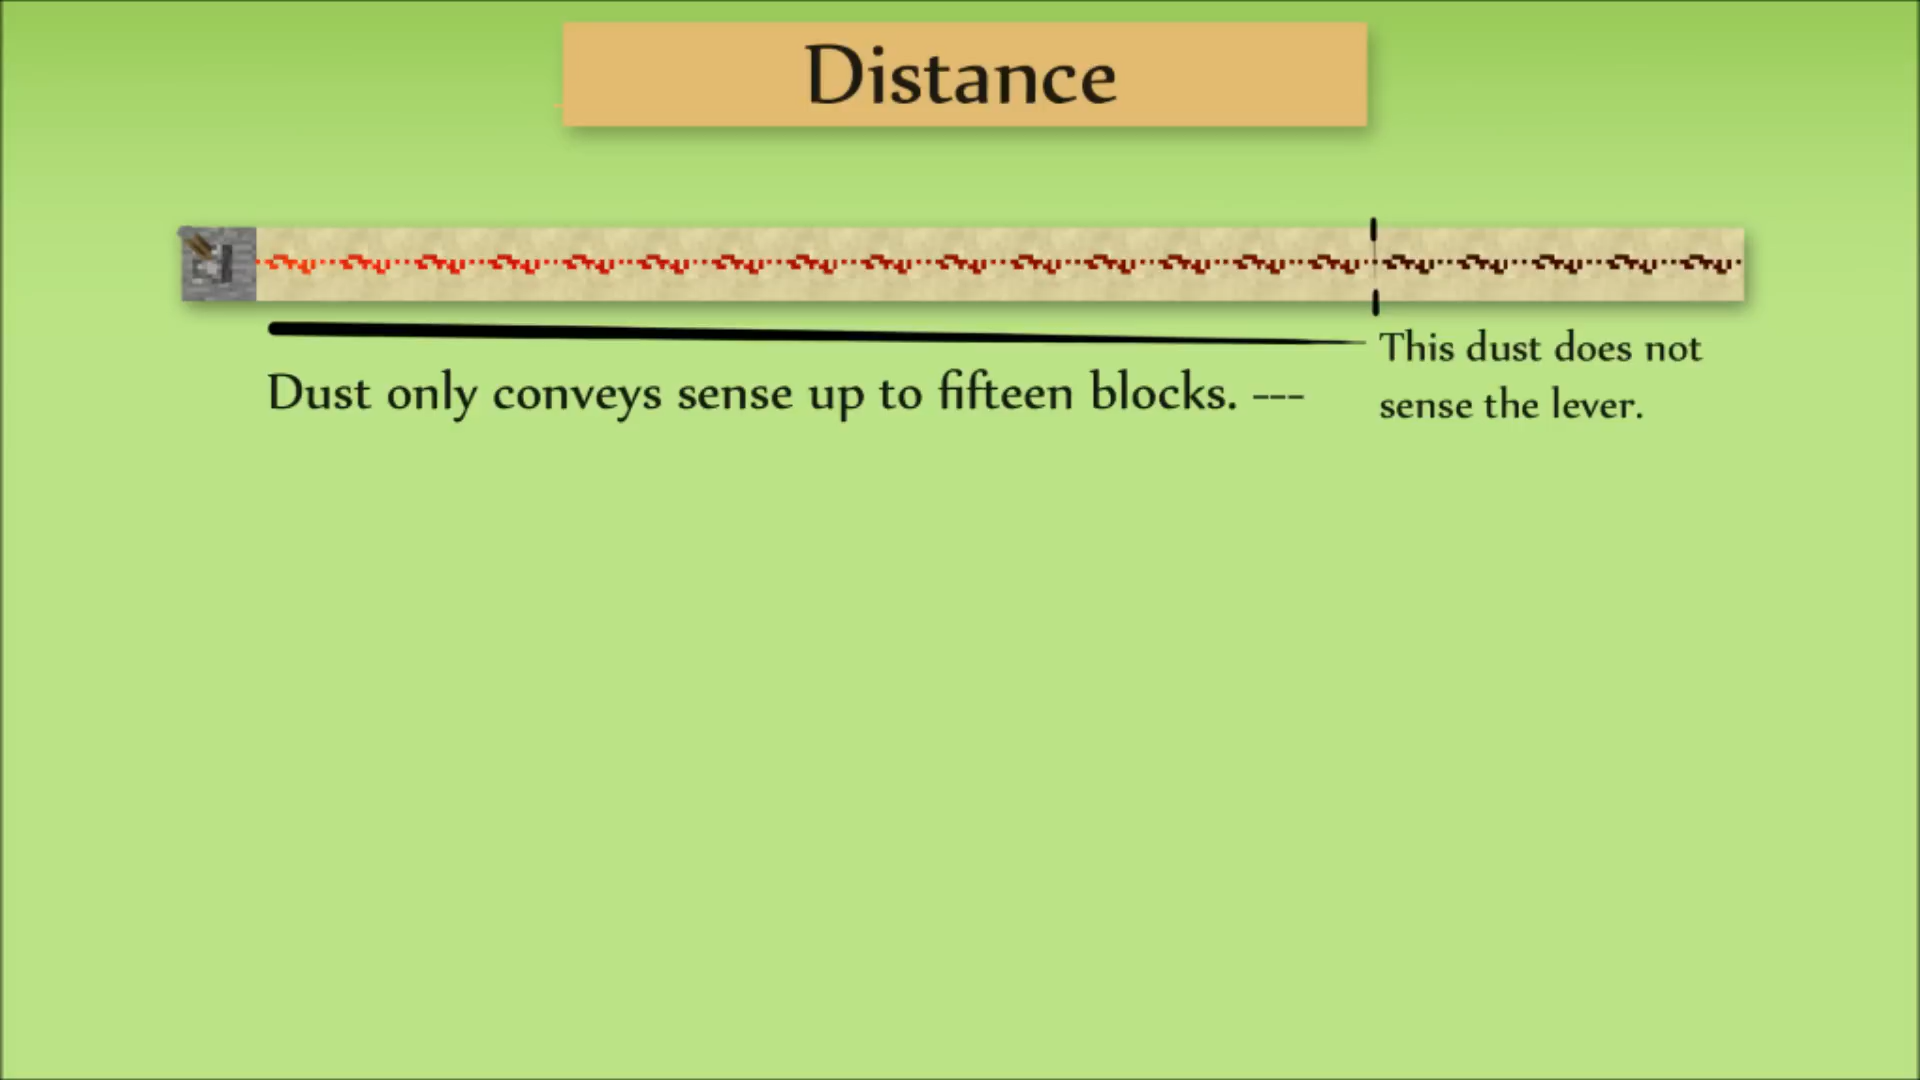 Distance
Dust only conveys sense up to fifteen blocks. ---
This dust does not
sense the lever.